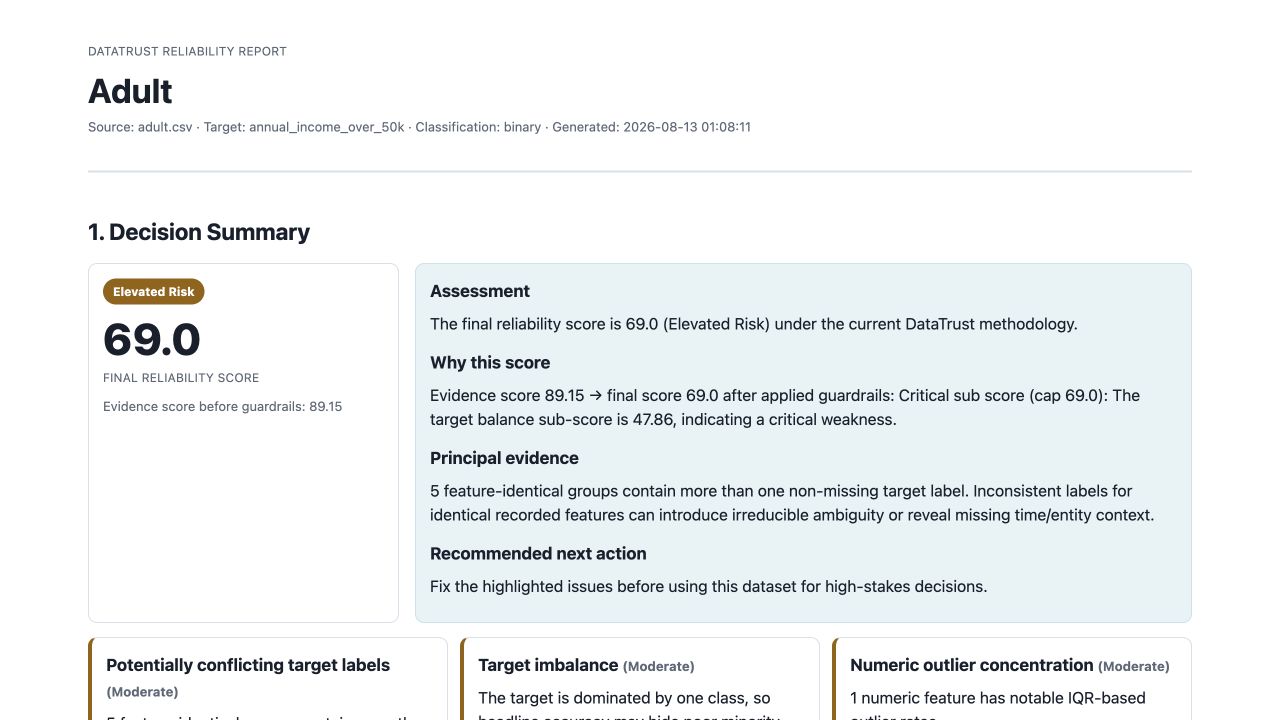 DATATRUST RELIABILITY REPORT
Adult
Source: adult.csv · Target: annual_income_over_50k · Classification: binary · Generated: 2026-08-13 01:08:11
1. Decision Summary
Elevated Risk
69.0
FINAL RELIABILITY SCORE
Evidence score before guardrails: 89.15
Assessment
The final reliability score is 69.0 (Elevated Risk) under the current DataTrust methodology.
Why this score
Evidence score 89.15 → final score 69.0 after applied guardrails: Critical sub score (cap 69.0): The
target balance sub-score is 47.86, indicating a critical weakness.
Principal evidence
5 feature-identical groups contain more than one non-missing target label. Inconsistent labels for
identical recorded features can introduce irreducible ambiguity or reveal missing time/entity context.
Recommended next action
Fix the highlighted issues before using this dataset for high-stakes decisions.
Potentially conflicting target labels
(Moderate)
Target imbalance (Moderate)
The target is dominated by one class, so
Numeric outlier concentration (Moderate)
1 numeric feature has notable IQR-based